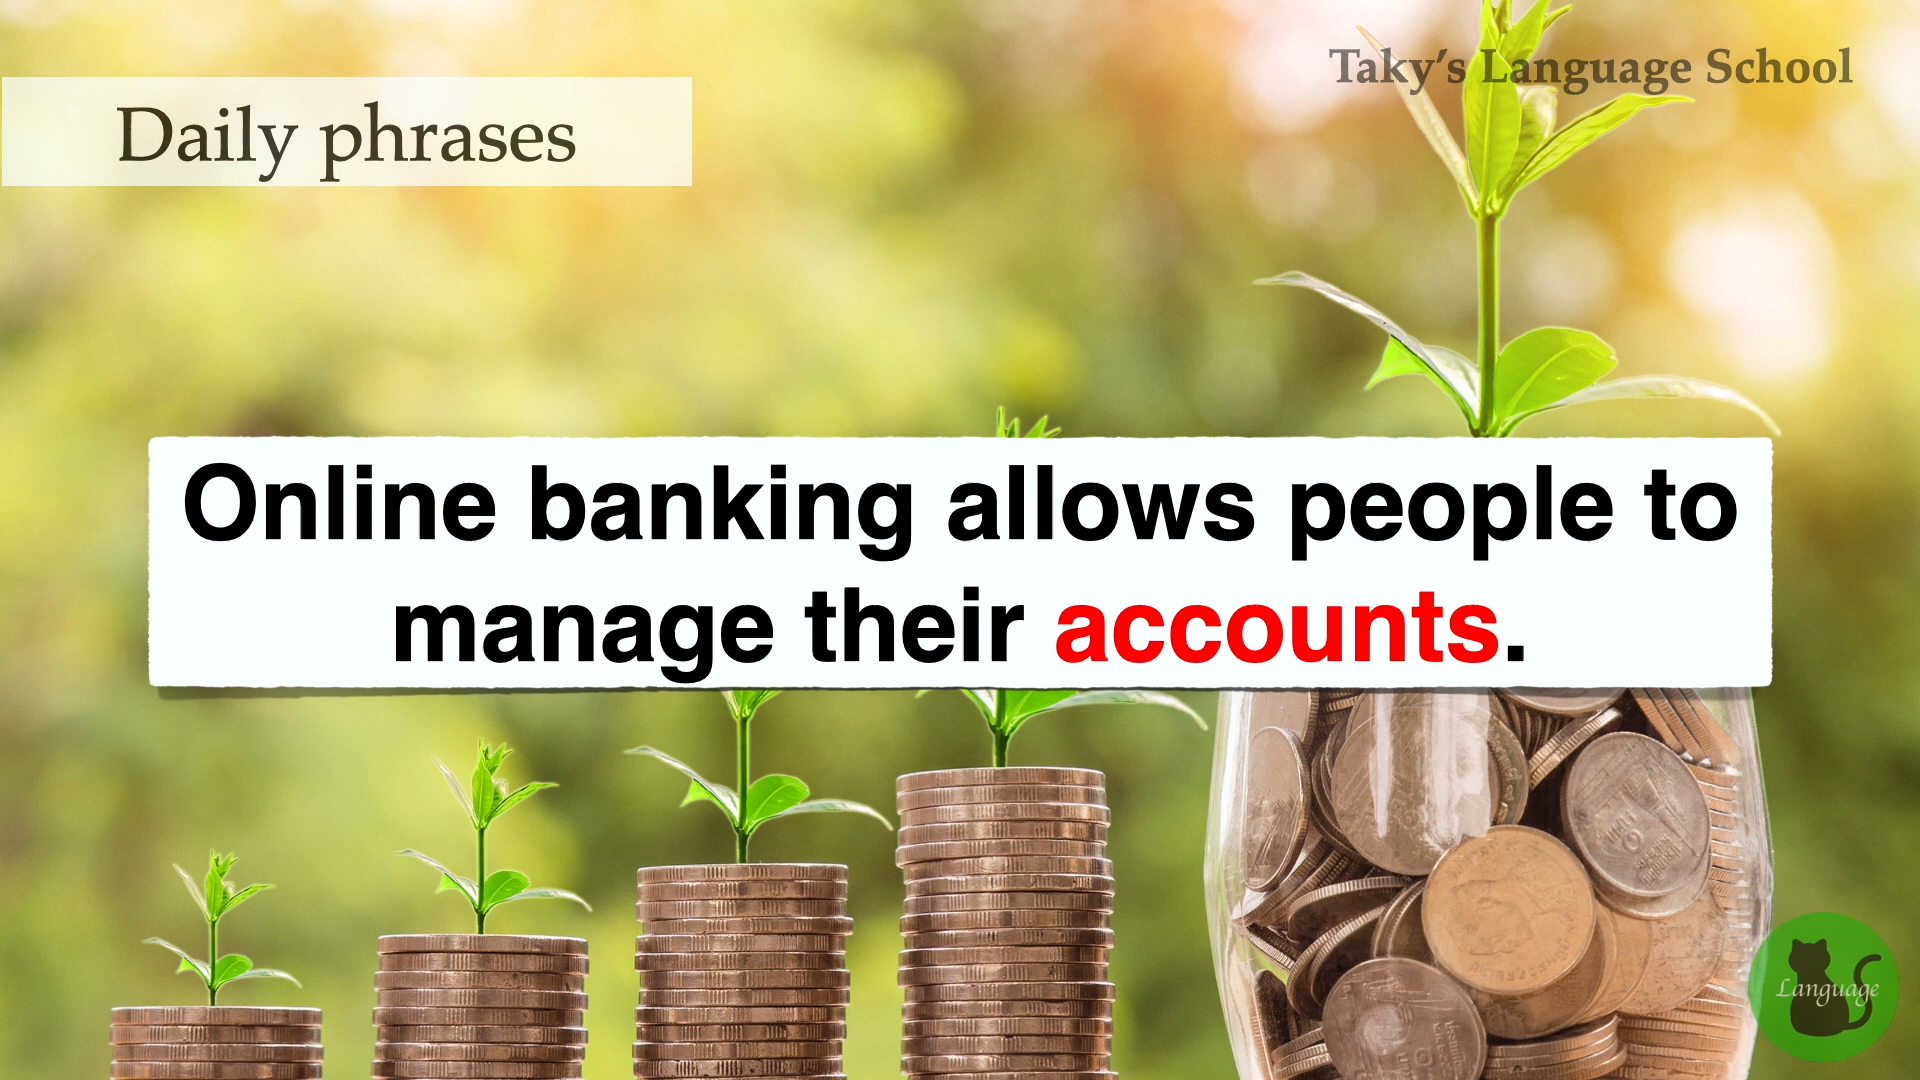 Taky’s Language School
Daily phrases
Online banking allows people to
manage their accounts.
Language